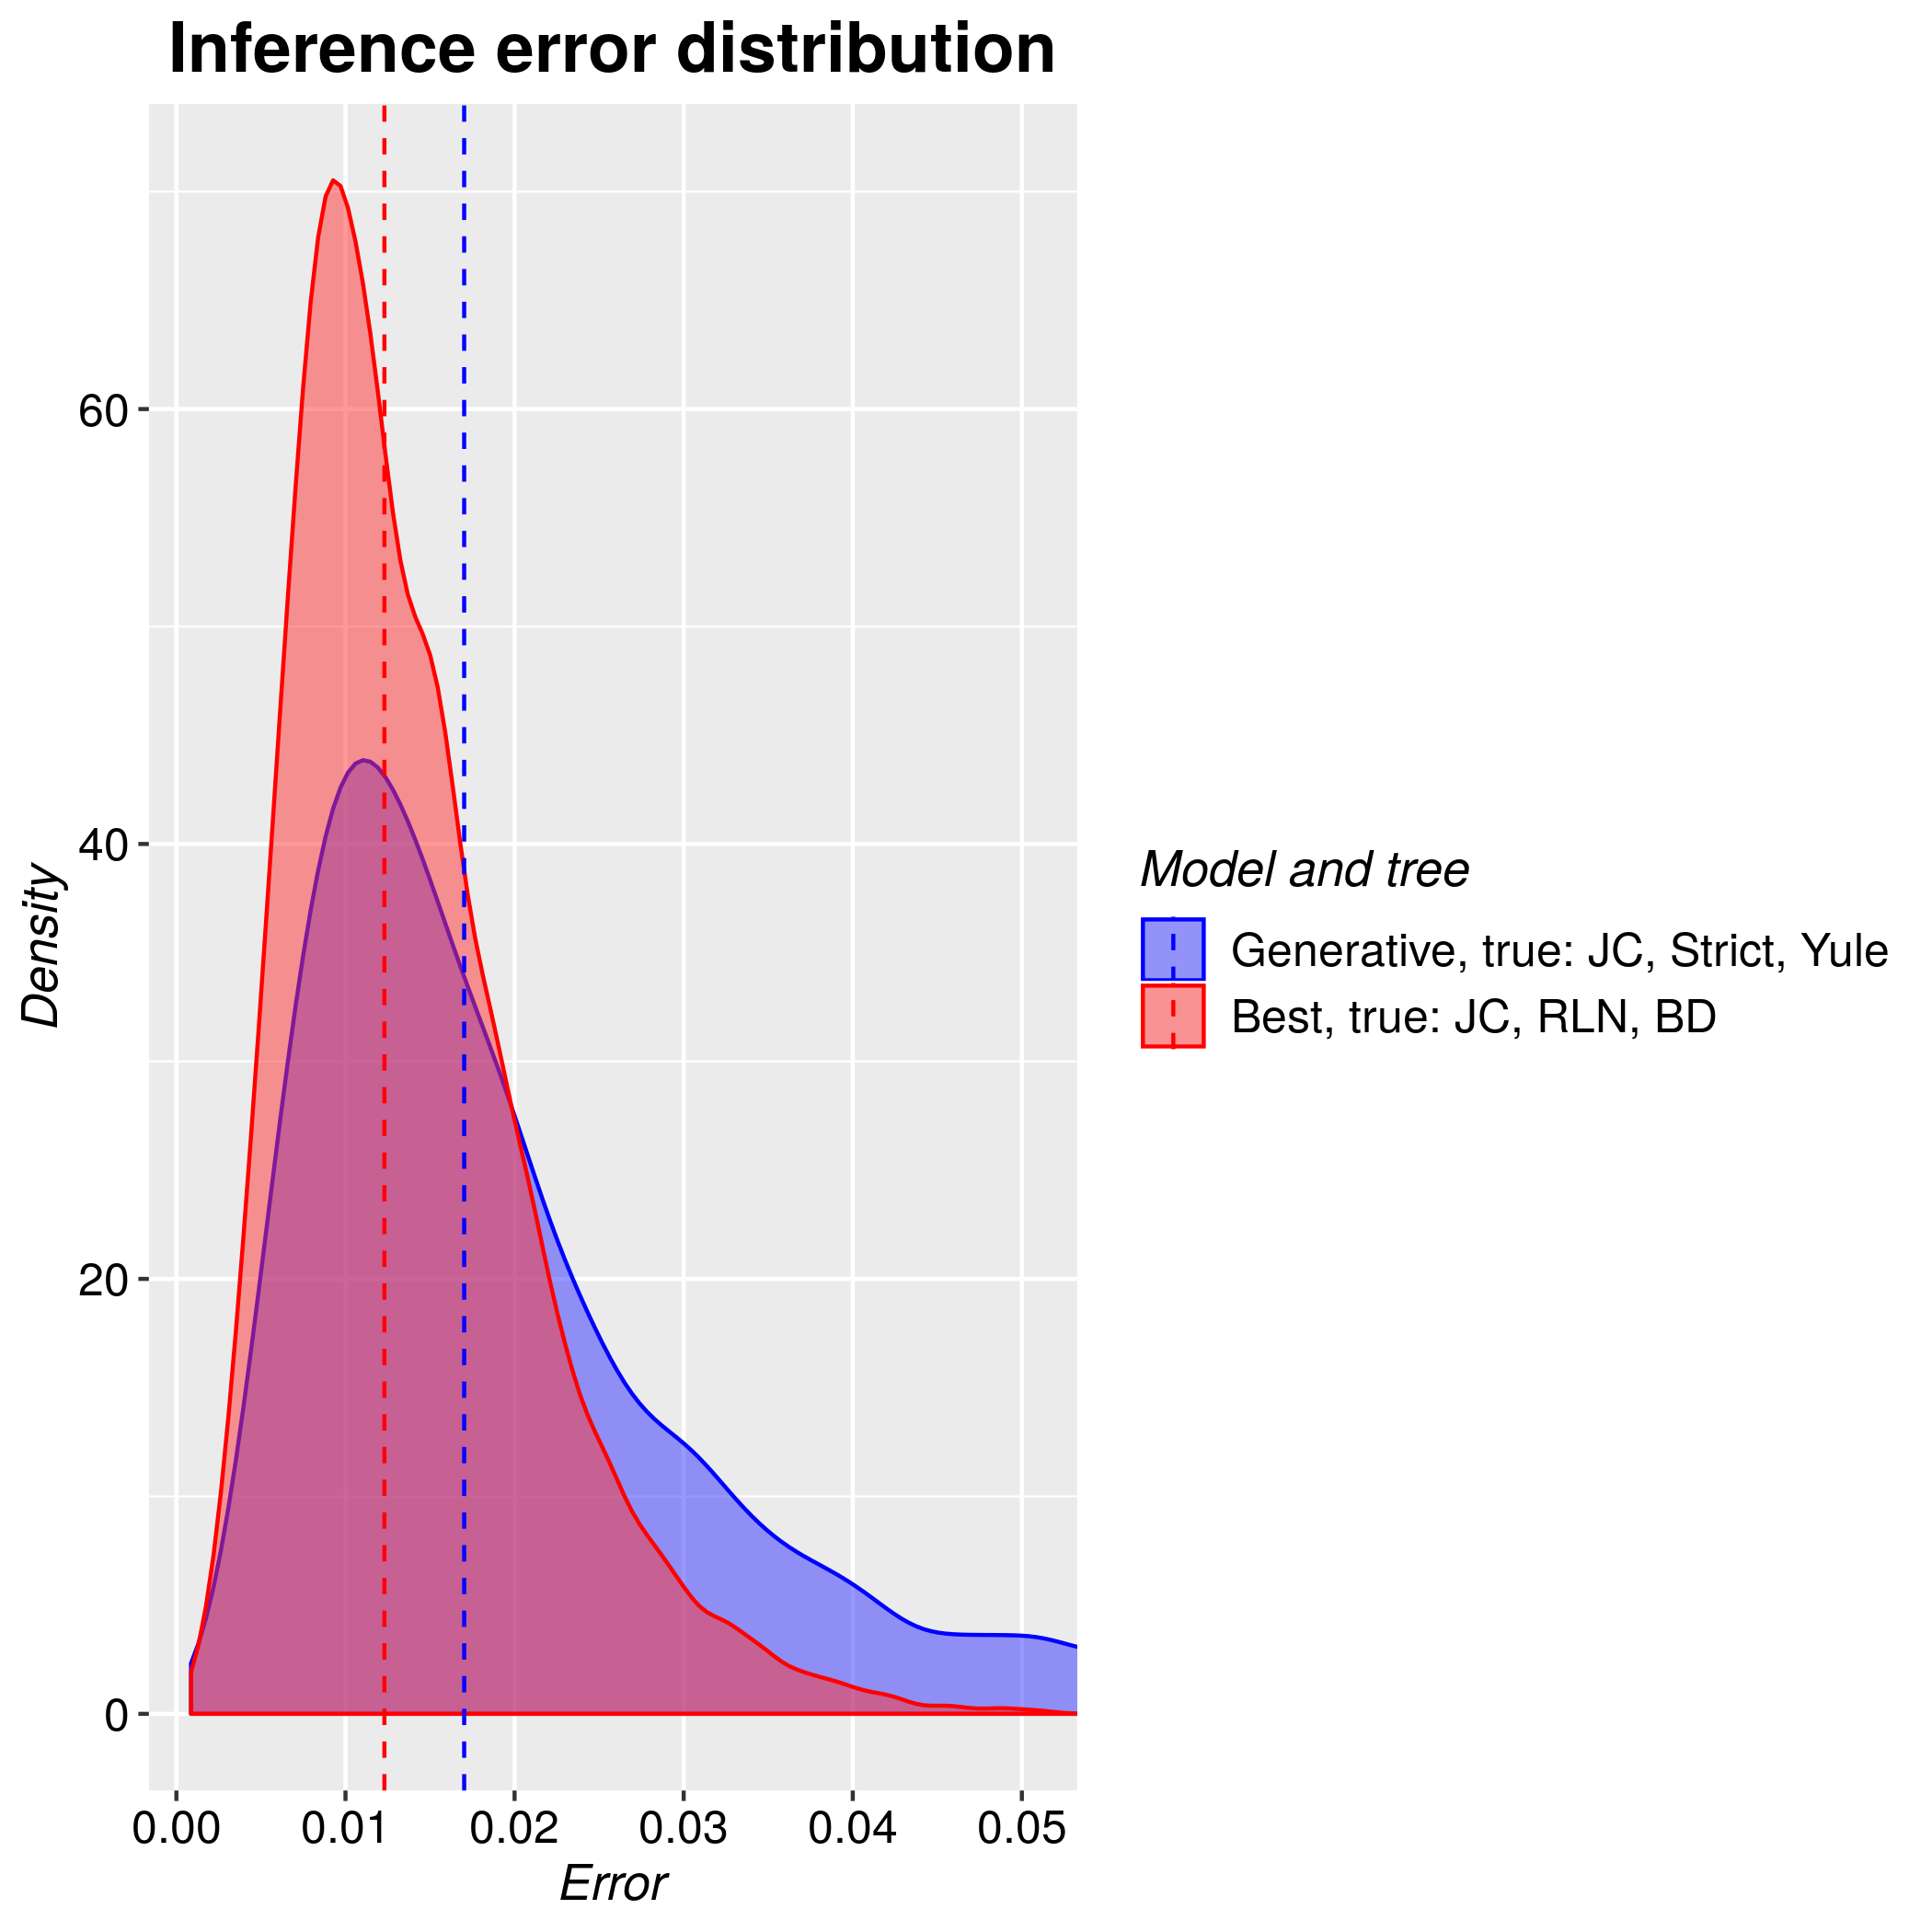 Inference error distribution
Density
60
40
20
0
0.00 0.01 0.02 0.03 0.04 0.05
Error
Model and tree
Generative, true: JC, Strict, Yule
Best, true: JC, RLN, BD